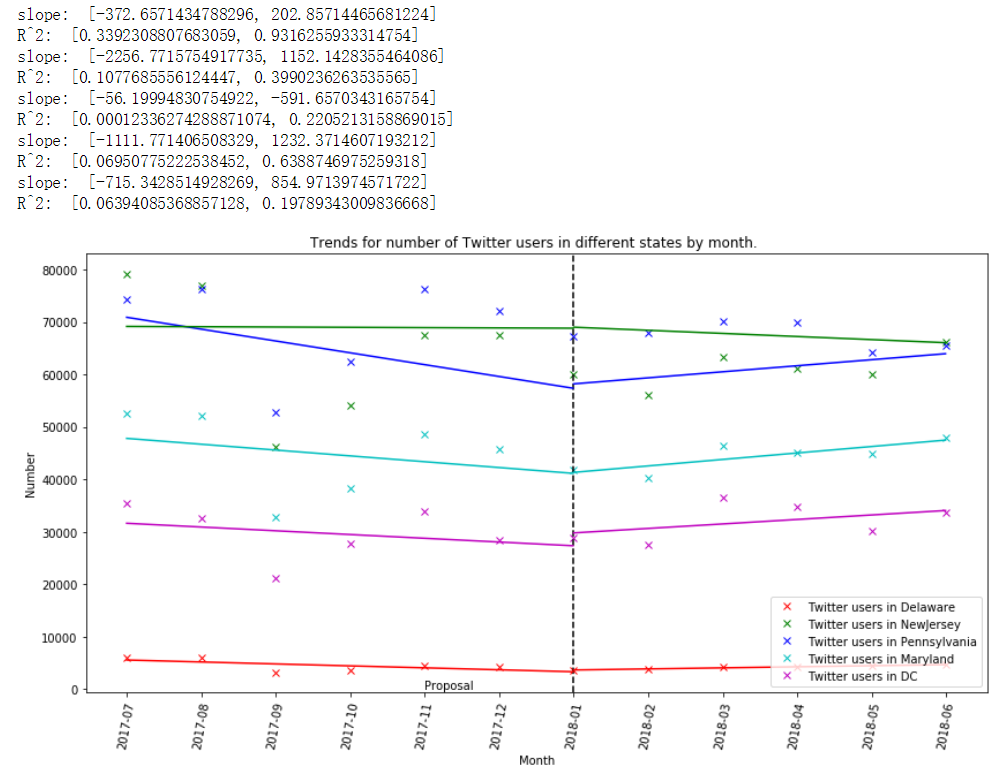 slope:  [-372.6571434788296, 202.85714465681224]
R^2:  [0.3392308807683059, 0.9316255933314754]
slope:  [-2256.7715754917735, 1152.1428355464086]
R^2:  [0.1077685556124447, 0.3990236263535565]
slope:  [-56.19994830754922, -591.6570343165754]
R^2:  [0.00012336274288871074, 0.2205213158869015]
slope:  [-1111.771406508329, 1232.3714607193212]
R^2:  [0.06950775222538452, 0.6388746975259318]
slope:  [-715.3428514928269, 854.9713974571722]
R^2:  [0.06394085368857128, 0.19789343009836668]
Trends for number of Twitter users in different states by month.
80000
70000
60000
50000
40000
30000
20000
10000
0
Number
Twitter users in Delaware
Twitter users in NewJersey
Twitter users in Pennsylvania
Twitter users in Maryland
Twitter users in DC
Proposal
2017-07
2017-08
2017-09
2017-10
2017-11
2017-12
2018-01
2018-02
2018-03
2018-04
2018-05
2018-06
Month